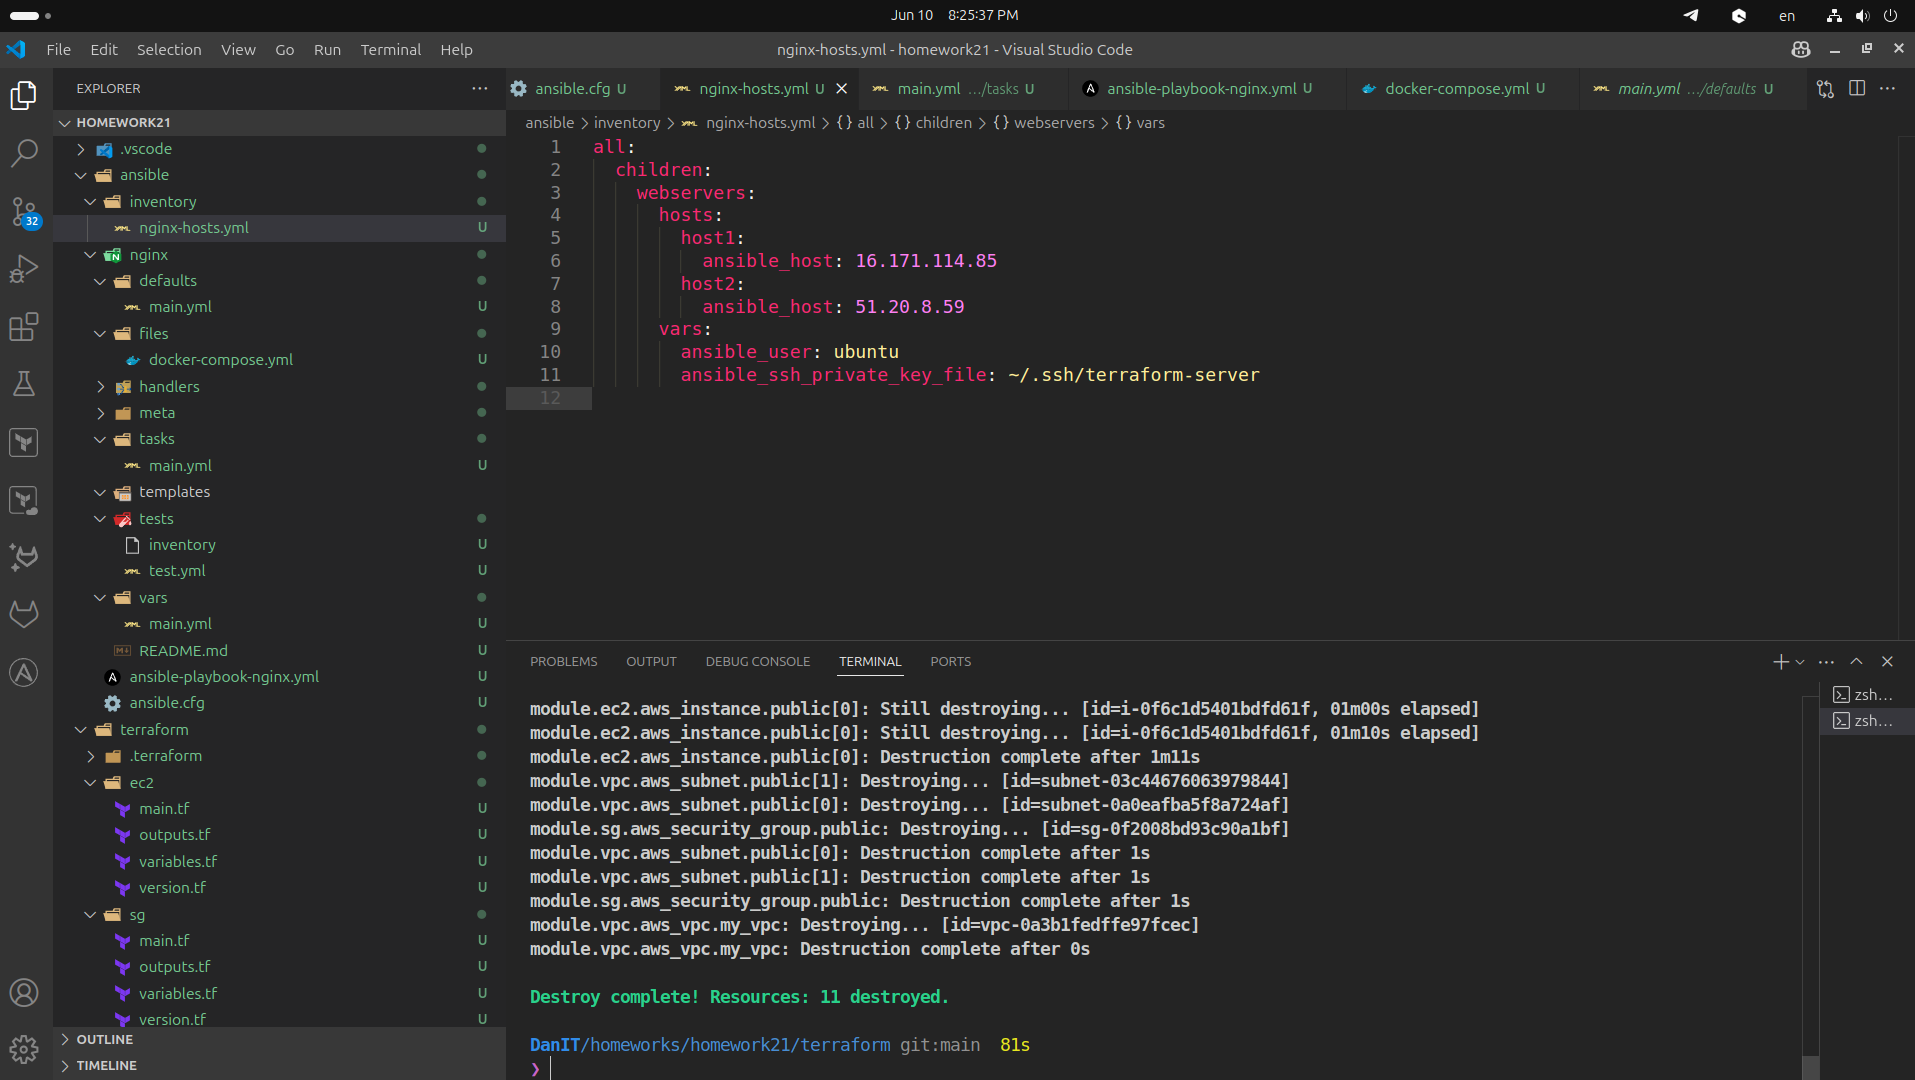 Jun 10 8:25:37 PM
en
File Edit Selection View Go Run Terminal Help
nginx-hosts.yml - homework21 - Visual Studio Code
EXPLORER
HOMEWORK21
.vscode
ansible
inventory
nginx-hosts.yml U
nginx
defaults
main.yml U
files
docker-compose.yml U
handlers
meta
tasks
main.yml U
templates
tests
inventory U
test.yml U
vars
main.yml U
README.md U
ansible-playbook-nginx.yml U
ansible.cfg U
terraform
.terraform
ec2
main.tf U
outputs.tf U
variables.tf U
version.tf U
sg
main.tf U
outputs.tf U
variables.tf U
version.tf U
OUTLINE
TIMELINE
32
ansible.cfg U
nginx-hosts.yml U
main.yml .../tasks U
ansible-playbook-nginx.yml U
docker-compose.yml U
main.yml .../defaults U
ansible > inventory > nginx-hosts.yml > {} all > {} children > {} webservers > {} vars
1 all:
2 children:
3 webservers:
4 hosts:
5 host1:
6 ansible_host: 16.171.114.85
7 host2:
8 ansible_host: 51.20.8.59
9 vars:
10 ansible_user: ubuntu
11 ansible_ssh_private_key_file: ~/.ssh/terraform-server
12
PROBLEMS OUTPUT DEBUG CONSOLE TERMINAL PORTS
zsh...
zsh...
module.ec2.aws_instance.public[0]: Still destroying... [id=i-0f6c1d5401bdfd61f, 01m00s elapsed]
module.ec2.aws_instance.public[0]: Still destroying... [id=i-0f6c1d5401bdfd61f, 01m10s elapsed]
module.ec2.aws_instance.public[0]: Destruction complete after 1m11s
module.vpc.aws_subnet.public[1]: Destroying... [id=subnet-03c44676063979844]
module.vpc.aws_subnet.public[0]: Destroying... [id=subnet-0a0eafba5f8a724af]
module.sg.aws_security_group.public: Destroying... [id=sg-0f2008bd93c90a1bf]
module.vpc.aws_subnet.public[0]: Destruction complete after 1s
module.vpc.aws_subnet.public[1]: Destruction complete after 1s
module.sg.aws_security_group.public: Destruction complete after 1s
module.vpc.aws_vpc.my_vpc: Destroying... [id=vpc-0a3b1fedffe97fcec]
module.vpc.aws_vpc.my_vpc: Destruction complete after 0s
Destroy complete! Resources: 11 destroyed.
DanIT/homeworks/homework21/terraform git:main 81s
❯